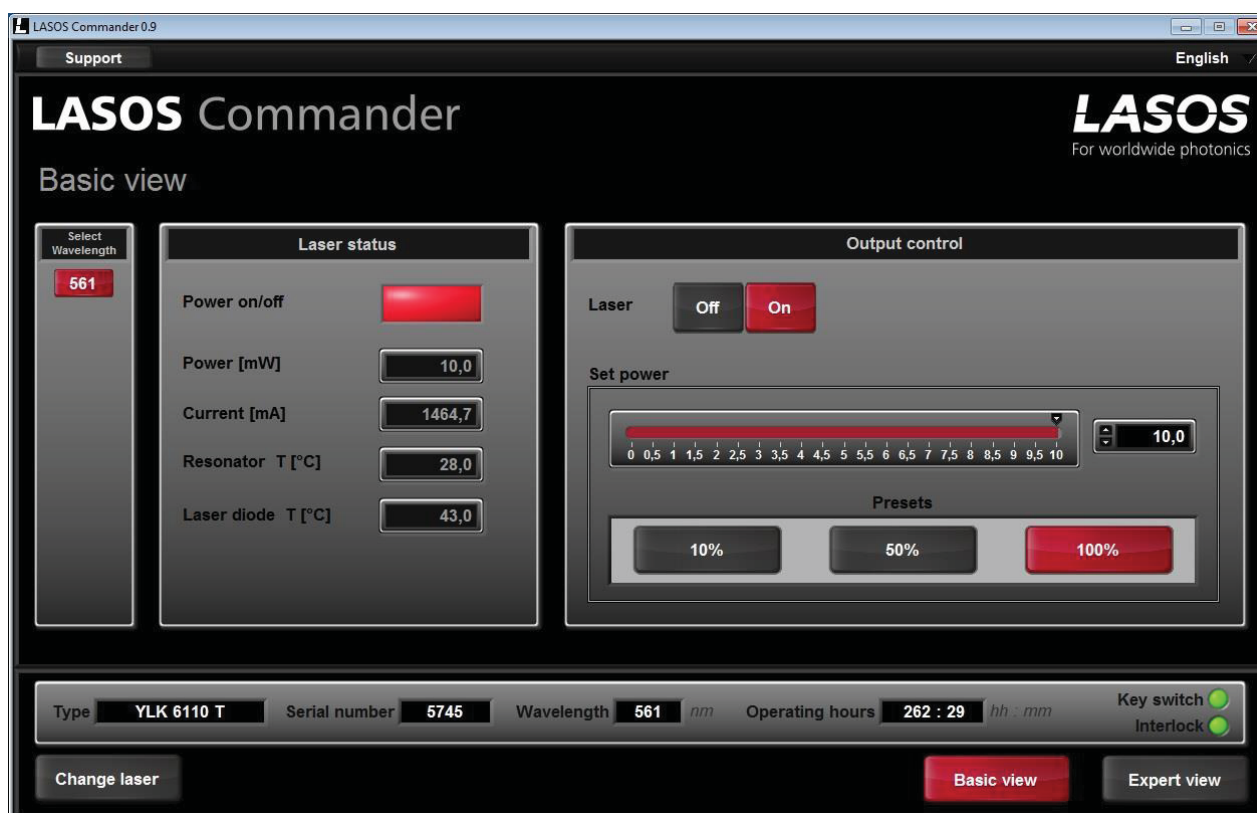 LASOS Commander 0.9
Support
English
LASOS Commander
LASOS
For worldwide photonics
Basic view
Select
Wavelength
561
Laser status
Power on/off
Power [mW] 10,0
Current [mA] 1464,7
Resonator T [°C] 28,0
Laser diode T [°C] 43,0
Output control
Laser Off On
Set power
0 0,5 1 1,5 2 2,5 3 3,5 4 4,5 5 5,5 6 6,5 7 7,5 8 8,5 9 9,5 10
10,0
Presets
10% 50% 100%
Type YLK 6110 T Serial number 5745 Wavelength 561 nm Operating hours 262 : 29 hh : mm
Key switch
Interlock
Change laser
Basic view
Expert view